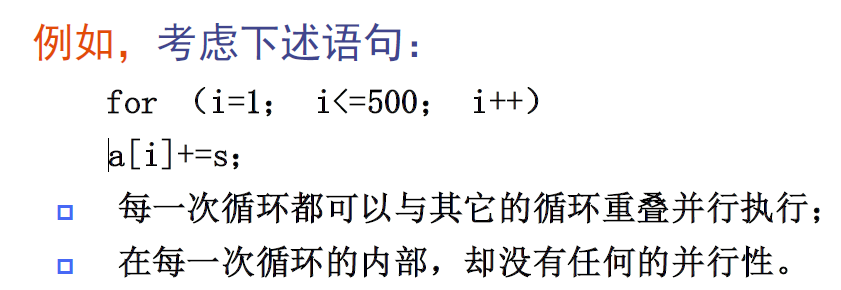 例如，考虑下述语句：
for （i=1； i<=500； i++）
a[i]+=s；
每一次循环都可以与其它的循环重叠并行执行；
在每一次循环的内部，却没有任何的并行性。